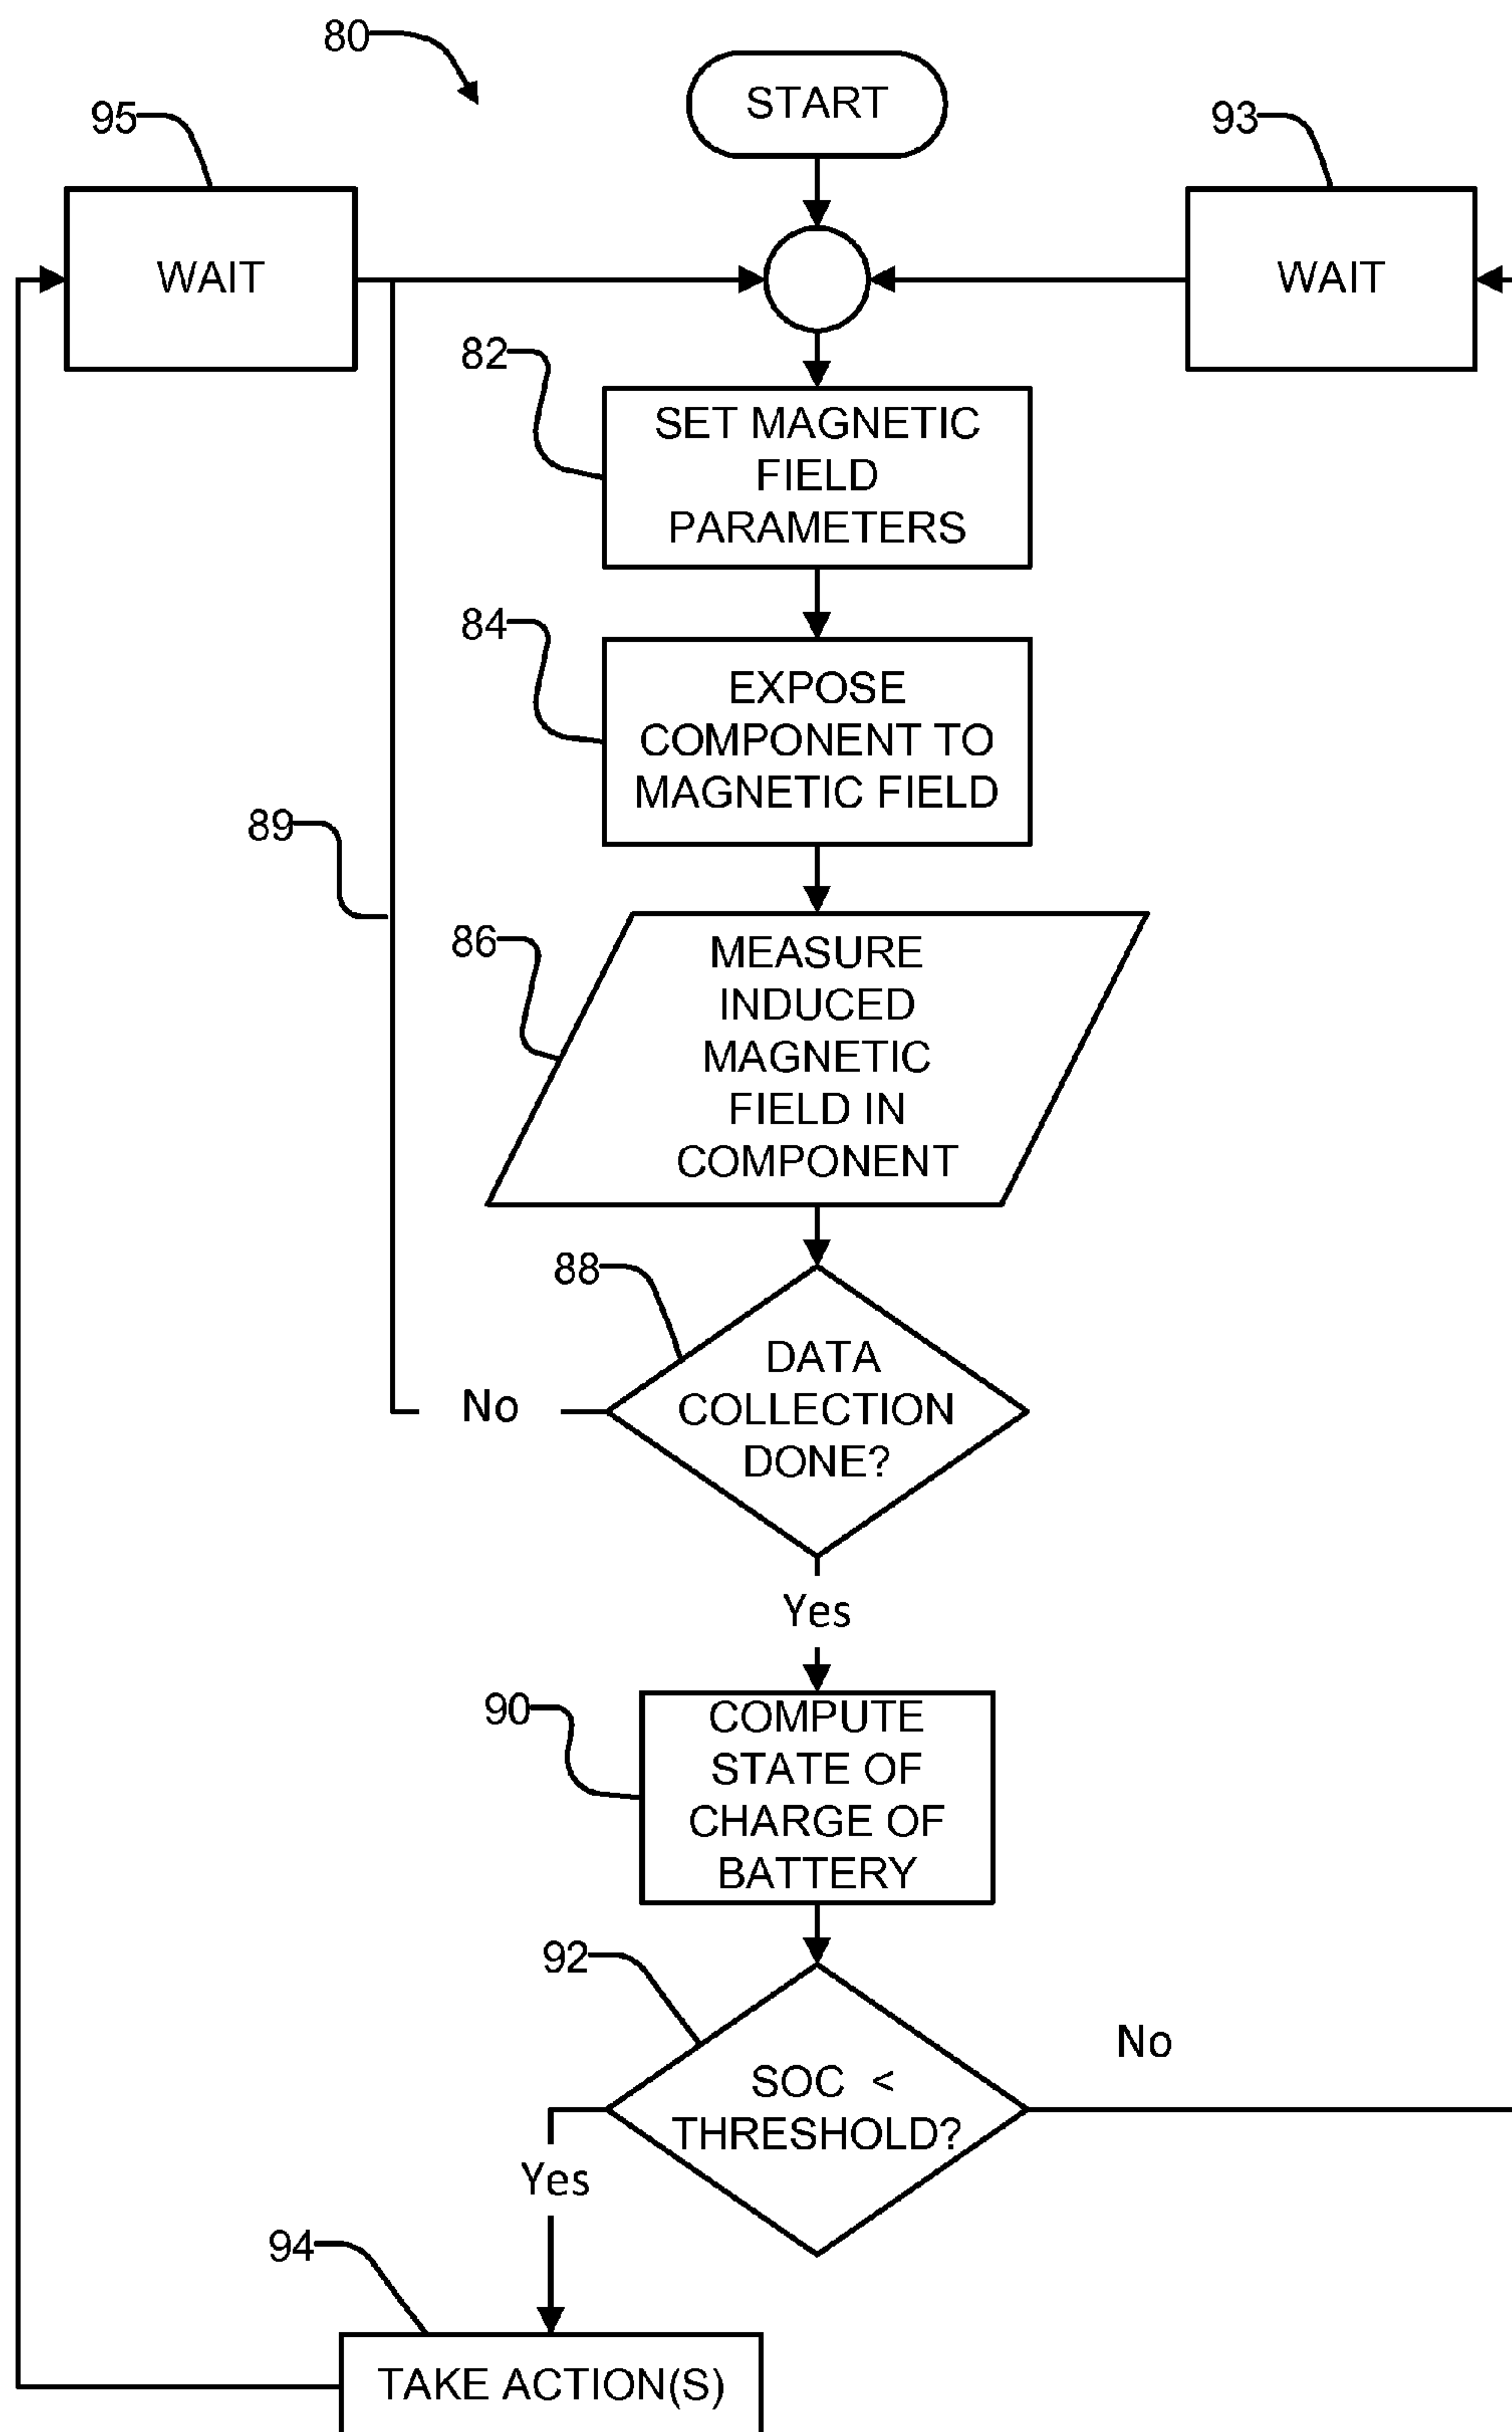 80
START
95
93
WAIT
WAIT
82
SET MAGNETIC
FIELD
PARAMETERS
84
EXPOSE
COMPONENT TO
MAGNETIC FIELD
89
86
MEASURE
INDUCED
MAGNETIC
FIELD IN
COMPONENT
88
DATA
COLLECTION
DONE?
No
Yes
90
COMPUTE
STATE OF
CHARGE OF
BATTERY
92
No
SOC <
THRESHOLD?
Yes
94
TAKE ACTION(S)